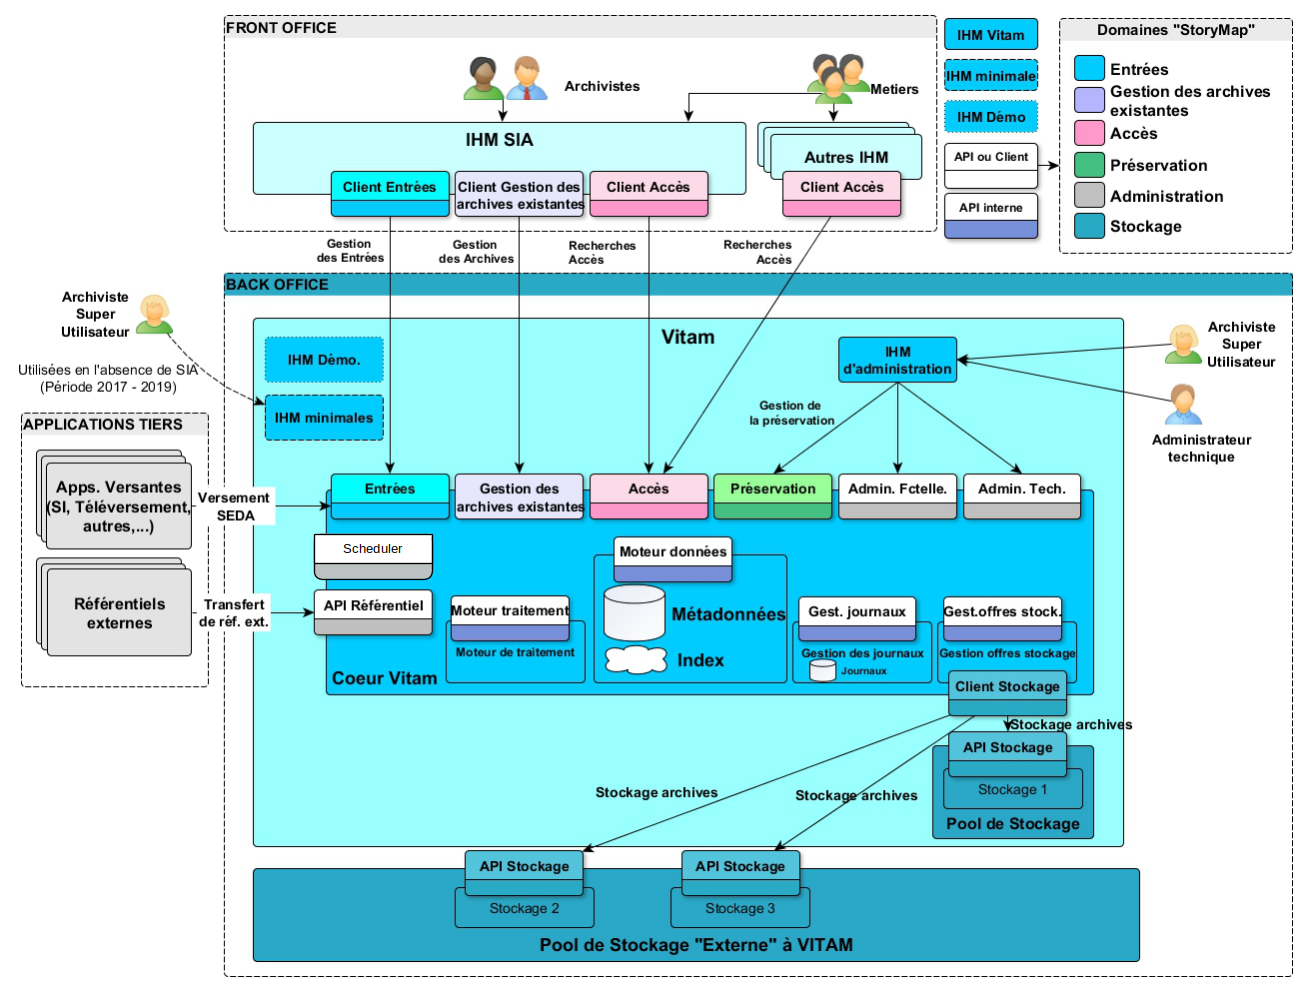 FRONT OFFICE
Archivistes
Metiers
IHM SIA
Autres IHM
Client Entrées
Client Gestion des
archives existantes
Client Accès
Client Accès
IHM Vitam
IHM minimale
IHM Démo
API ou Client
API interne
Domaines "StoryMap"
Entrées
Gestion des archives
existantes
Accès
Préservation
Administration
Stockage
Gestion
des Entrées
Gestion
des Archives
Recherches
Accès
Recherches
Accès
BACK OFFICE
Archiviste
Super
Utilisateur
Utilisées en l'absence de SIA
(Période 2017 - 2019)
Vitam
IHM Démo.
IHM minimales
IHM
d'administration
Archiviste
Super
Utilisateur
Administrateur
technique
Gestion de
la préservation
APPLICATIONS TIERS
Apps. Versantes
(SI, Téléversement,
autres,...)
Référentiels
externes
Versement
SEDA
Transfert
de réf. ext.
Entrées
Gestion des
archives existantes
Accès
Préservation
Admin. Fctelle.
Admin. Tech.
Scheduler
API Référentiel
Moteur traitement
Moteur de traitement
Moteur données
Métadonnées
Index
Gest. journaux
Gestion des journaux
Journaux
Gest.offres stock.
Gestion offres stockage
Coeur Vitam
Client Stockage
Stockage archives
API Stockage
Stockage 1
Pool de Stockage
Stockage archives
Stockage archives
API Stockage
Stockage 2
API Stockage
Stockage 3
Pool de Stockage "Externe" à VITAM